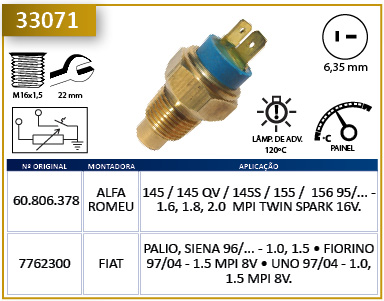 33071
6,35 mm
M16x1,5
22 mm
LÂMP. DE ADV.
120ºC
-ºC
PAINEL
Nº ORIGINAL MONTADORA APLICAÇÃO
60.806.378 ALFA ROMEU 145 / 145 QV / 145S / 155 / 156 95/... -
1.6, 1.8, 2.0 MPI TWIN SPARK 16V.
7762300 FIAT PALIO, SIENA 96/... - 1.0, 1.5 • FIORINO
97/04 - 1.5 MPI 8V • UNO 97/04 - 1.0,
1.5 MPI 8V.